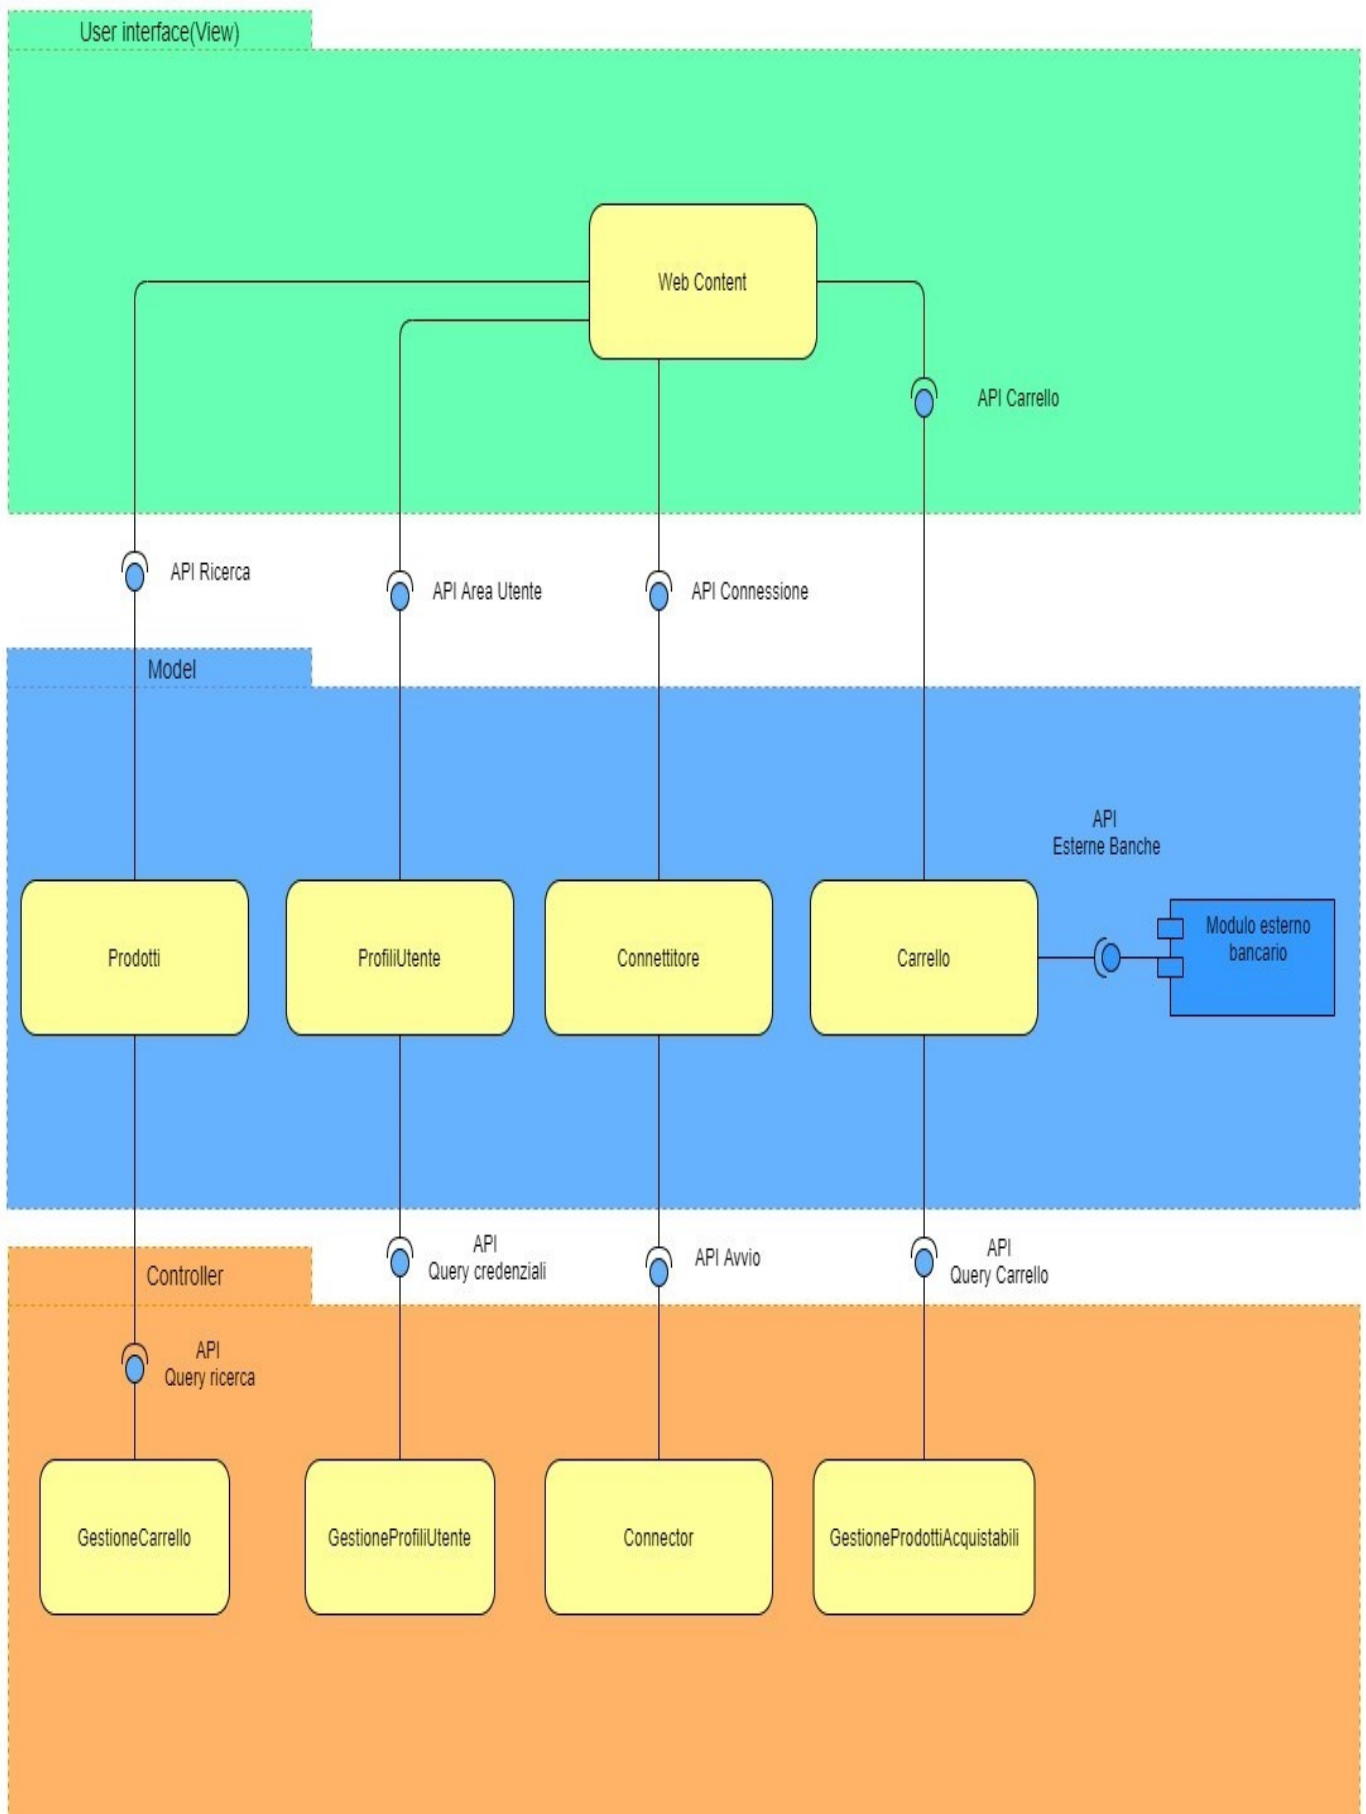 User interface(View)
Web Content
API Carrello
API Ricerca
API Area Utente
API Connessione
Model
API
Esterne Banche
Prodotti
ProfiliUtente
Connettitore
Carrello
Modulo esterno
bancario
API
Query credenziali
API Avvio
API
Query Carrello
Controller
API
Query ricerca
GestioneCarrello
GestioneProfiliUtente
Connector
GestioneProdottiAcquistabili